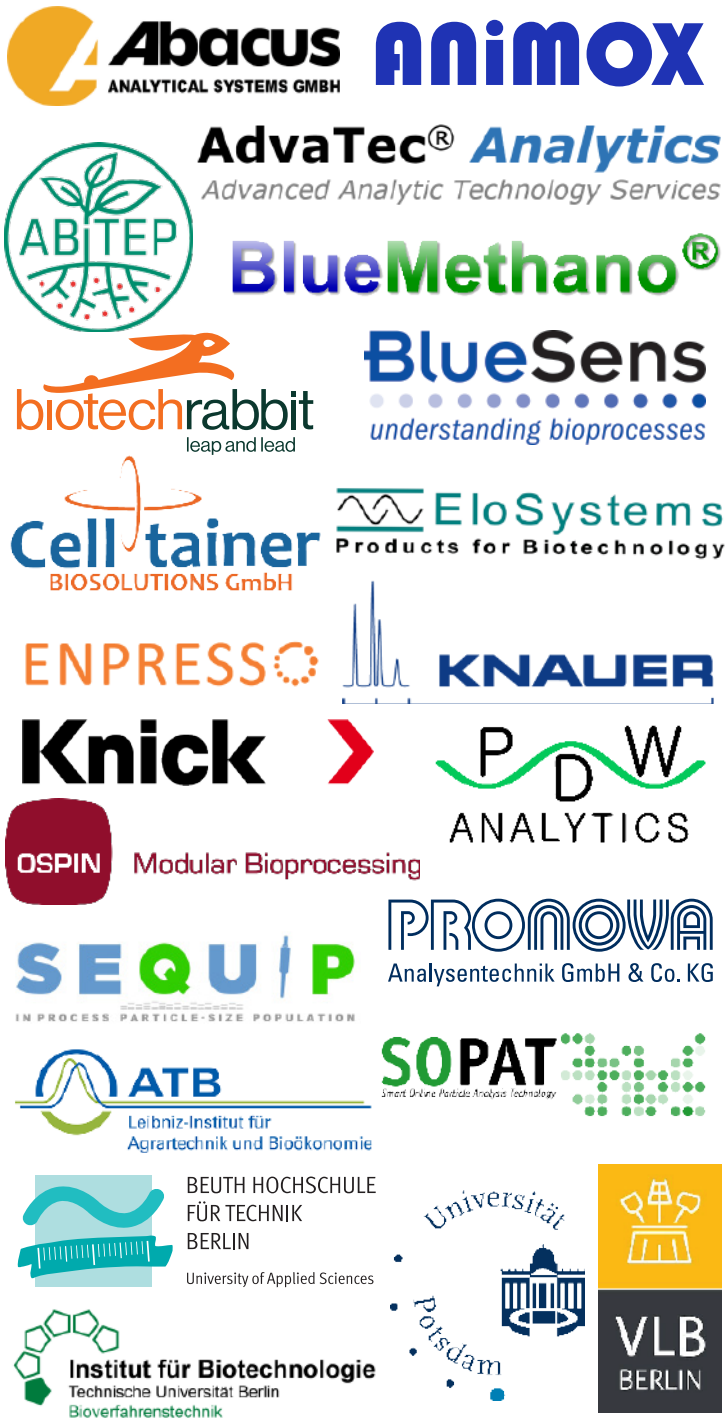 Abacus
ANALYTICAL SYSTEMS GMBH
ANiMOX
AdvaTec® Analytics
Advanced Analytic Technology Services
ABiTEP
BlueMethano®
biotechrabbit
leap and lead
BlueSens
understanding bioprocesses
Cell tainer
BIOSOLUTIONS GmbH
EloSystems
Products for Biotechnology
ENPRESSO
KNAUER
Knick
PDW
ANALYTICS
OSPIN Modular Bioprocessing
PRONOVA
Analysentechnik GmbH & Co. KG
SEQUIP
IN PROCESS PARTICLE-SIZE POPULATION
SOPAT
Smart Online Particle Analysis Technology
ATB
Leibniz-Institut für
Agrartechnik und Bioökonomie
BEUTH HOCHSCHULE
FÜR TECHNIK
BERLIN
University of Applied Sciences
Universität
Potsdam
VLB
BERLIN
Institut für Biotechnologie
Technische Universität Berlin
Bioverfahrenstechnik